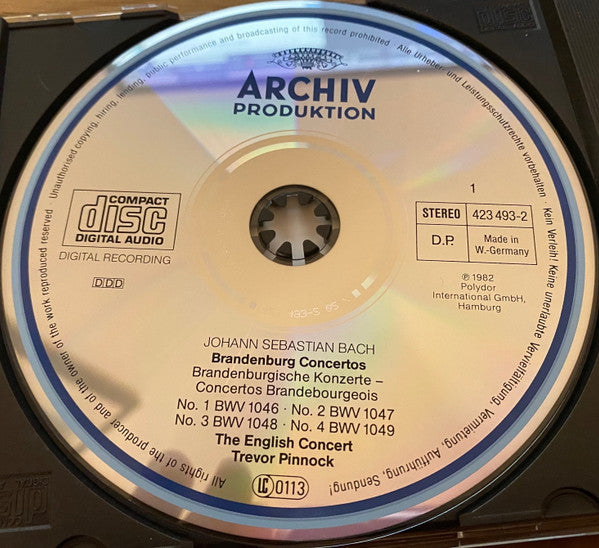 ARCHIV
PRODUKTION
Unauthorised copying, hiring, lending, public performance and broadcasting of this record prohibited · Alle Urheber- und Leistungsschutzrechte vorbehalten · Kein Verleih! Keine unerlaubte Vervielfältigung, Vermietung, Aufführung, Sendung!
All rights of the producer and of the owner of the work reproduced reserved ·
COMPACT
disc
DIGITAL AUDIO
DIGITAL RECORDING
DDD
1
STEREO 423 493-2
D.P. Made in
W.-Germany
℗ 1982
Polydor
International GmbH,
Hamburg
JOHANN SEBASTIAN BACH
Brandenburg Concertos
Brandenburgische Konzerte –
Concertos Brandebourgeois
No. 1 BWV 1046 · No. 2 BWV 1047
No. 3 BWV 1048 · No. 4 BWV 1049
The English Concert
Trevor Pinnock
LC 0113